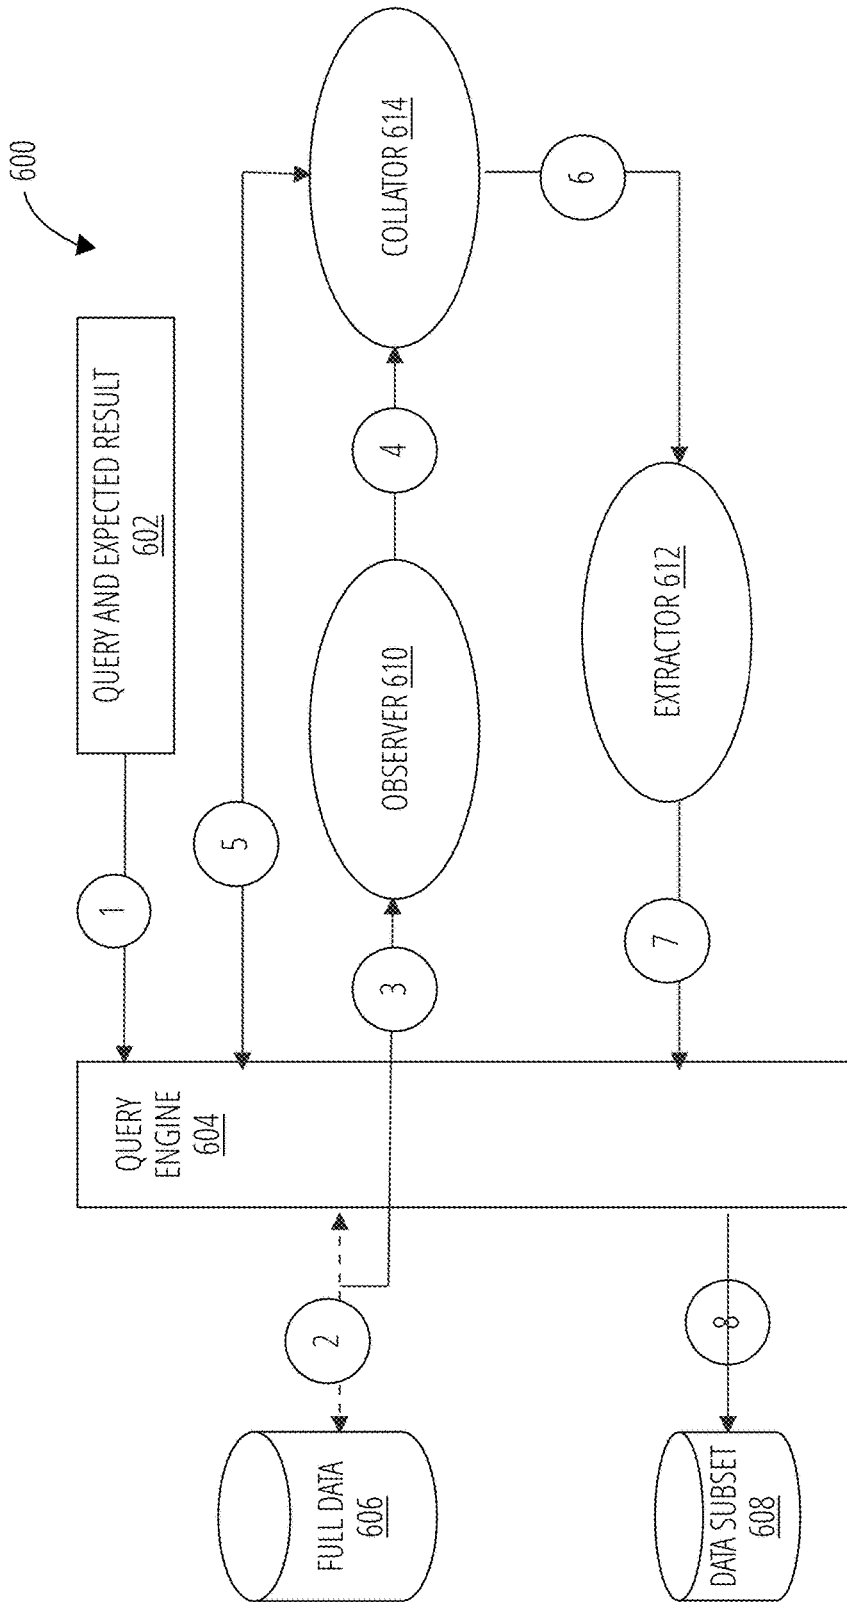 600
QUERY AND EXPECTED RESULT
602
1
5
QUERY
ENGINE
604
2
FULL DATA
606
3
OBSERVER 610
4
COLLATOR 614
6
EXTRACTOR 612
7
8
DATA SUBSET
608